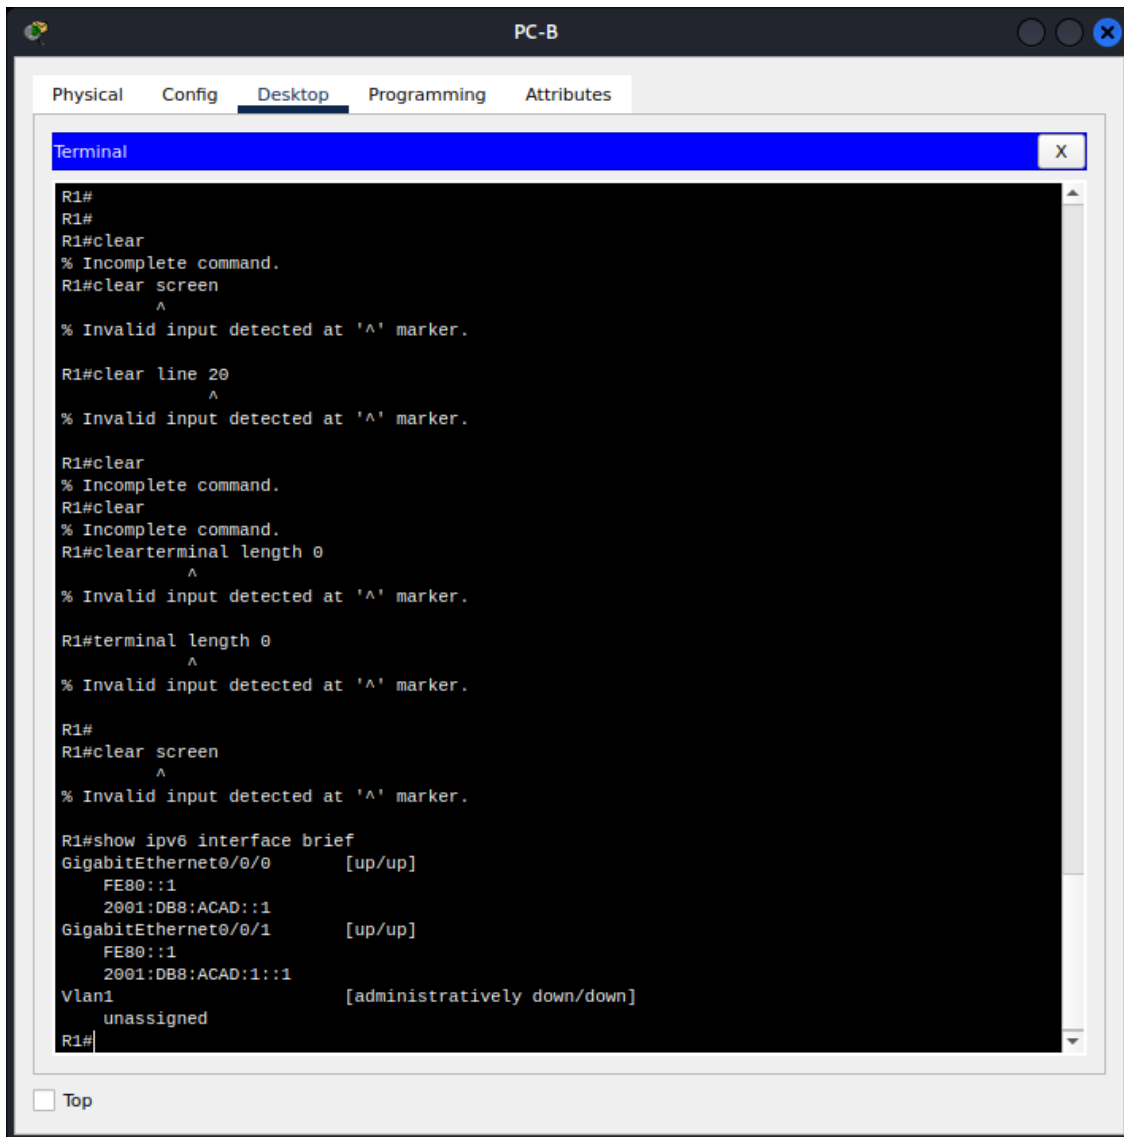 PC-B
Physical Config Desktop Programming Attributes
Terminal X
R1#
R1#
R1#clear
% Incomplete command.
R1#clear screen
^
% Invalid input detected at '^' marker.
R1#clear line 20
^
% Invalid input detected at '^' marker.
R1#clear
% Incomplete command.
R1#clear
% Incomplete command.
R1#clearterminal length 0
^
% Invalid input detected at '^' marker.
R1#terminal length 0
^
% Invalid input detected at '^' marker.
R1#
R1#clear screen
^
% Invalid input detected at '^' marker.
R1#show ipv6 interface brief
GigabitEthernet0/0/0 [up/up]
FE80::1
2001:DB8:ACAD::1
GigabitEthernet0/0/1 [up/up]
FE80::1
2001:DB8:ACAD:1::1
Vlan1 [administratively down/down]
unassigned
R1#
Top